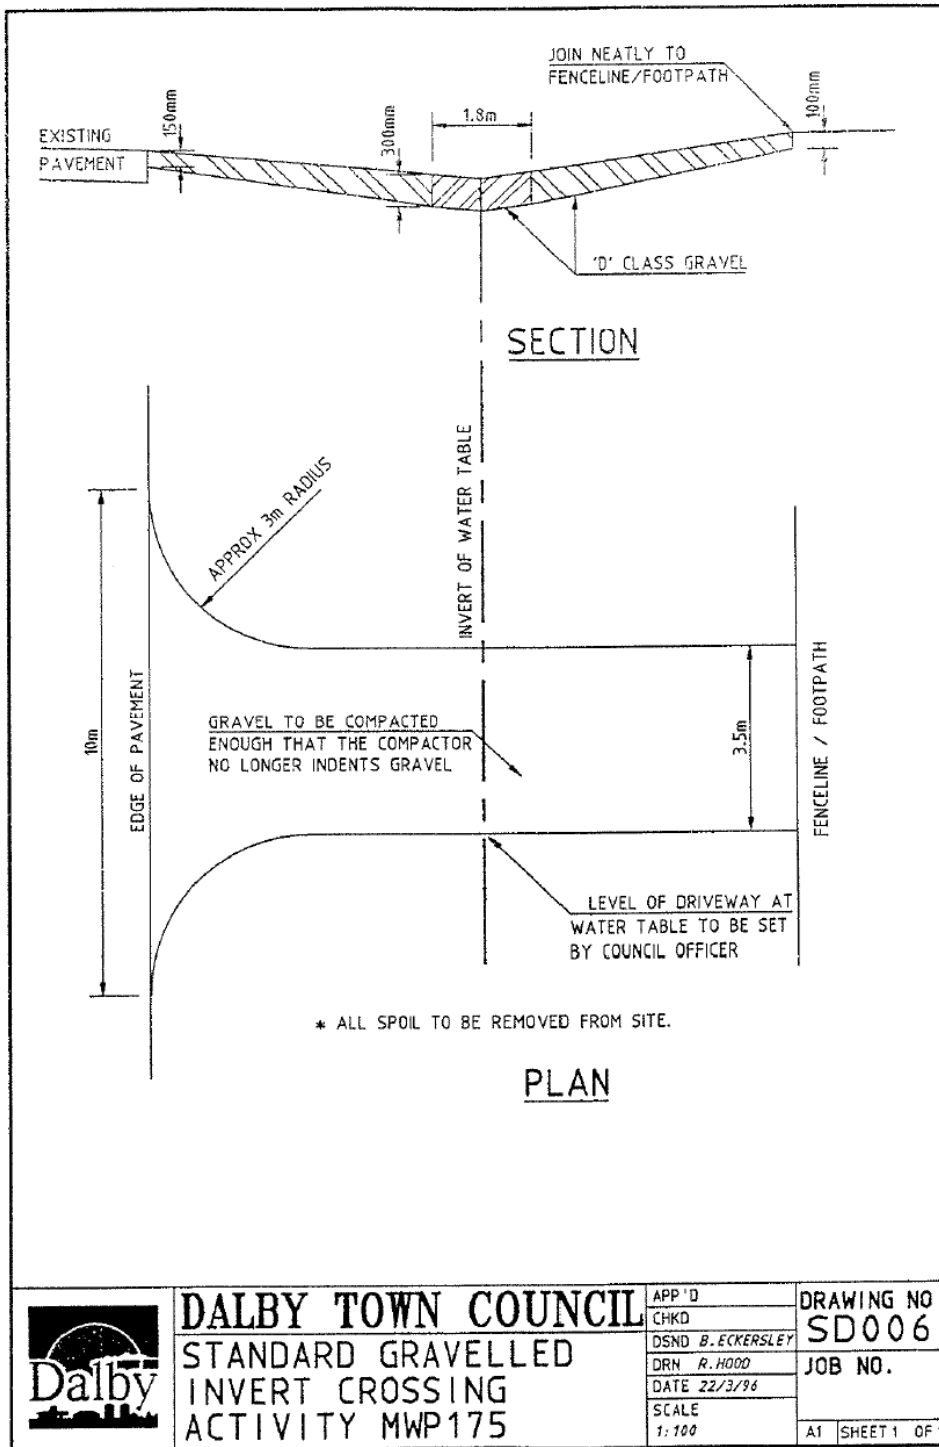 JOIN NEATLY TO
FENCELINE/FOOTPATH
EXISTING
PAVEMENT
150mm
300mm
1.8m
100mm
'D' CLASS GRAVEL
SECTION
INVERT OF WATER TABLE
APPROX 3m RADIUS
10m
EDGE OF PAVEMENT
GRAVEL TO BE COMPACTED
ENOUGH THAT THE COMPACTOR
NO LONGER INDENTS GRAVEL
3.5m
FENCELINE / FOOTPATH
LEVEL OF DRIVEWAY AT
WATER TABLE TO BE SET
BY COUNCIL OFFICER
* ALL SPOIL TO BE REMOVED FROM SITE.
PLAN
Dalby
DALBY TOWN COUNCIL
STANDARD GRAVELLED
INVERT CROSSING
ACTIVITY MWP175
APP'D
CHKD
DSND B.ECKERSLEY
DRN R.HOOD
DATE 22/3/96
SCALE
1:100
DRAWING NO
SD006
JOB NO.
A1 SHEET 1 OF